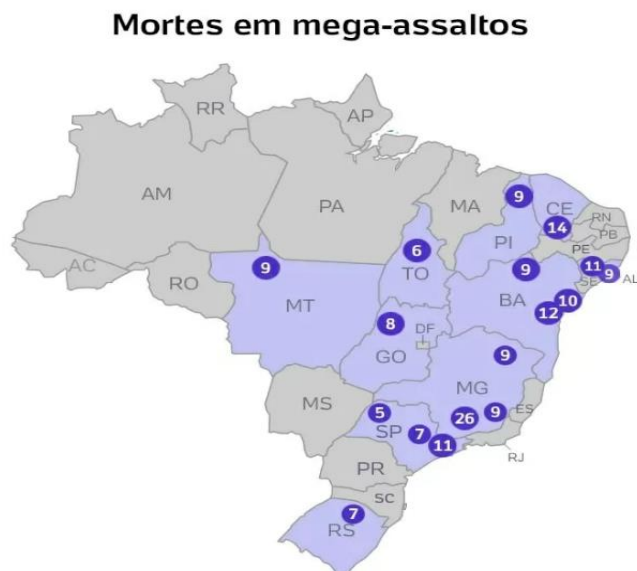 Mortes em mega-assaltos
RR
AP
AM
PA
MA
9
CE
14
RN
PB
PE
PI
6
TO
9
AC
RO
9
MT
11
9
AL
SE
BA
10
12
8
DF
GO
9
MG
MS
5
SP
7
11
26
9
ES
RJ
PR
SC
7
RS